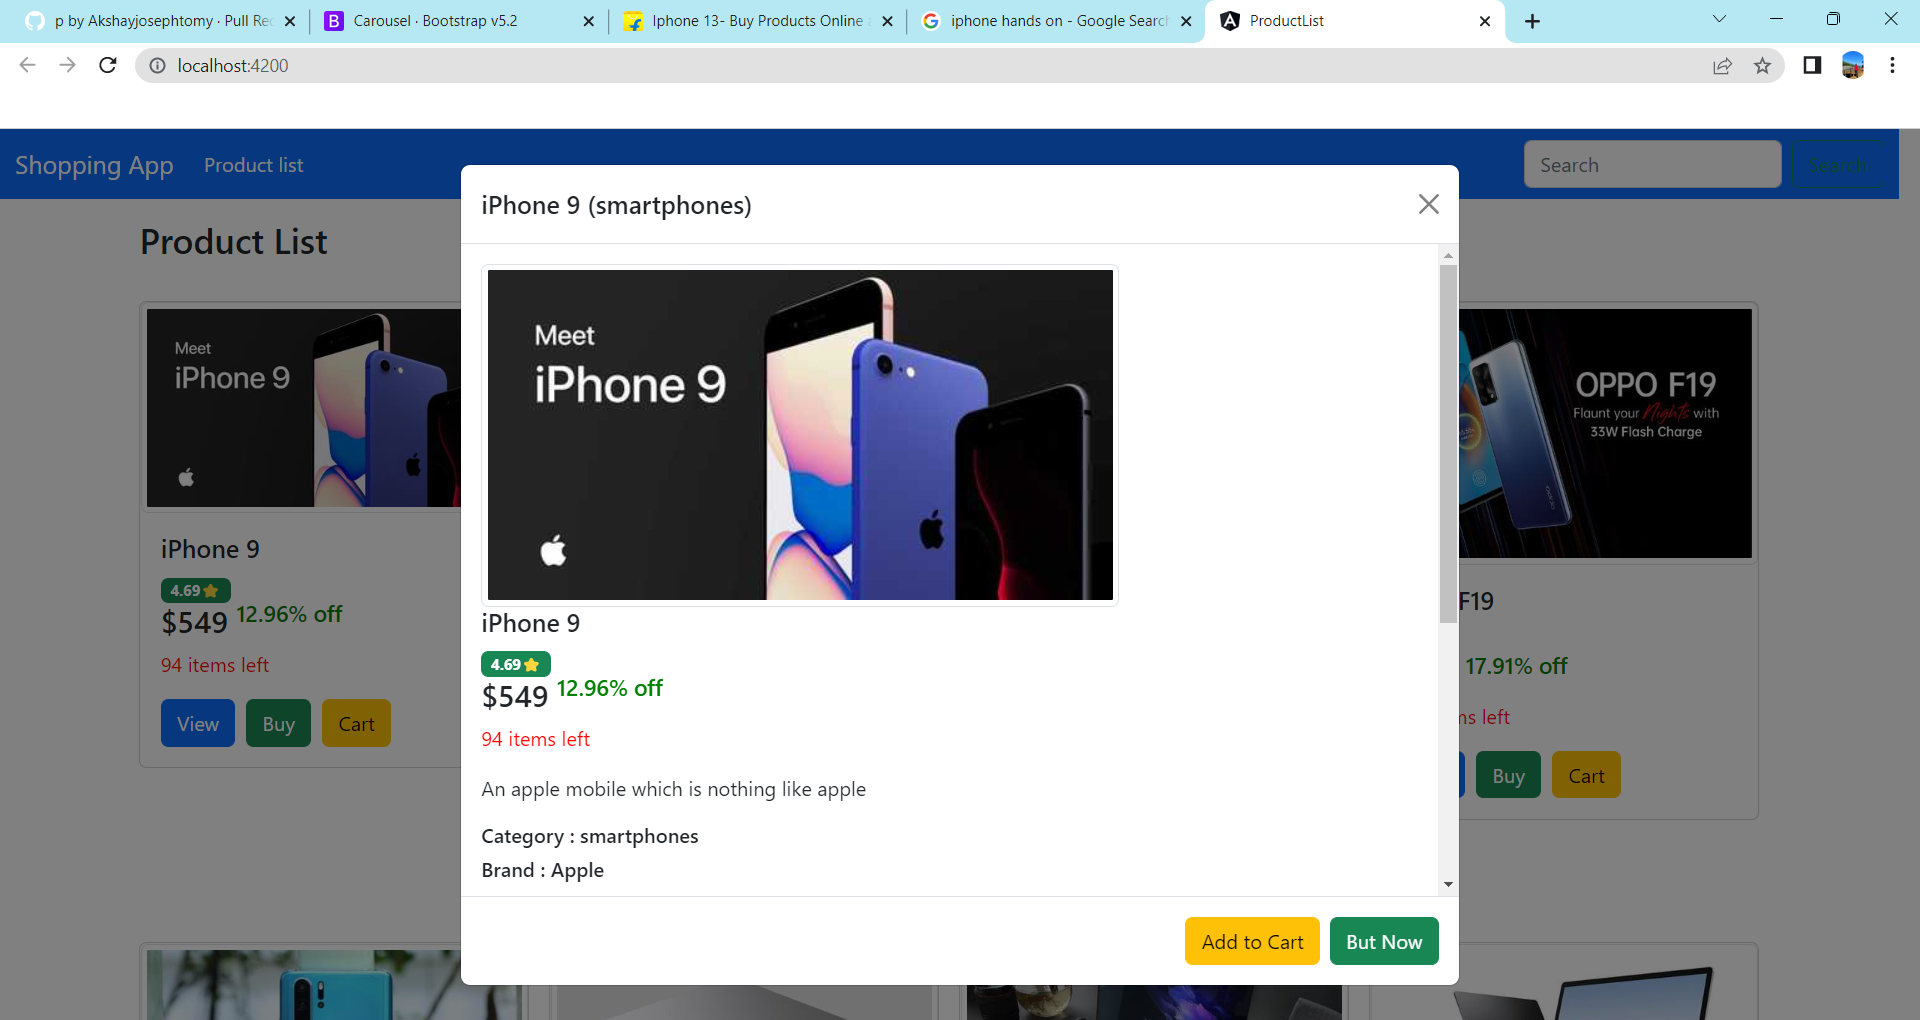 p by Akshayjosephtomy · Pull Re
Carousel · Bootstrap v5.2
Iphone 13- Buy Products Online
iphone hands on - Google Search
ProductList
localhost:4200
Shopping App
Product list
Search
Search
Product List
Meet
iPhone 9
iPhone 9
4.69
$549 12.96% off
94 items left
View
Buy
Cart
iPhone 9 (smartphones)
Meet
iPhone 9
iPhone 9
4.69
$549 12.96% off
94 items left
An apple mobile which is nothing like apple
Category : smartphones
Brand : Apple
Add to Cart
But Now
OPPO F19
Flaunt your Nights with
33W Flash Charge
F19
17.91% off
ms left
Buy
Cart